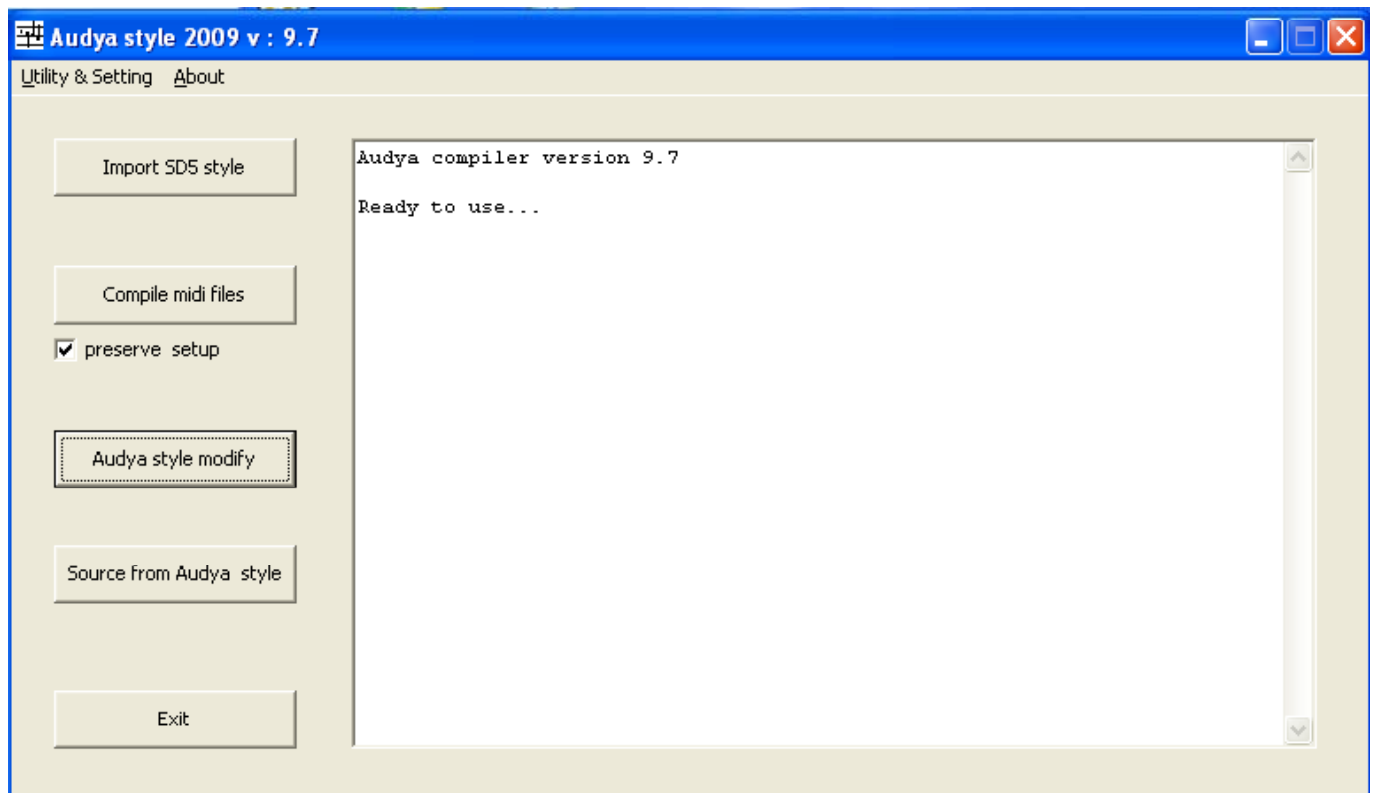 Audya style 2009 v : 9.7
Utility & Setting About
Import SD5 style
Audya compiler version 9.7
Ready to use...
Compile midi files
preserve setup
Audya style modify
Source from Audya style
Exit